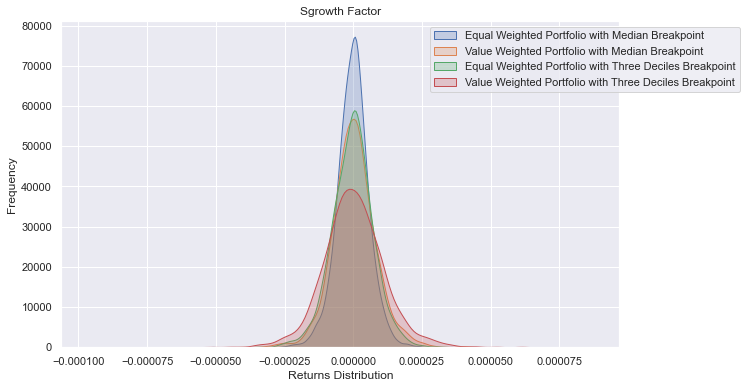 Sgrowth Factor
Equal Weighted Portfolio with Median Breakpoint
Value Weighted Portfolio with Median Breakpoint
Equal Weighted Portfolio with Three Deciles Breakpoint
Value Weighted Portfolio with Three Deciles Breakpoint
80000
70000
60000
50000
40000
30000
20000
10000
0
Frequency
−0.000100 −0.000075 −0.000050 −0.000025 0.000000 0.000025 0.000050 0.000075
Returns Distribution